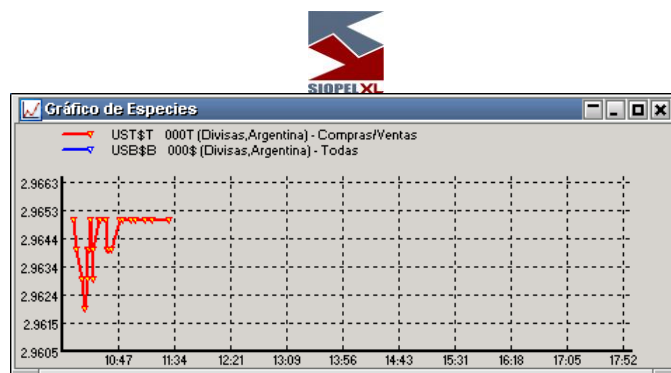 SIOPEL XL
Gráfico de Especies
UST$T 000T (Divisas,Argentina) - Compras/Ventas
USB$B 000$ (Divisas,Argentina) - Todas
2.9663
2.9653
2.9644
2.9634
2.9624
2.9615
2.9605
10:47 11:34 12:21 13:09 13:56 14:43 15:31 16:18 17:05 17:52